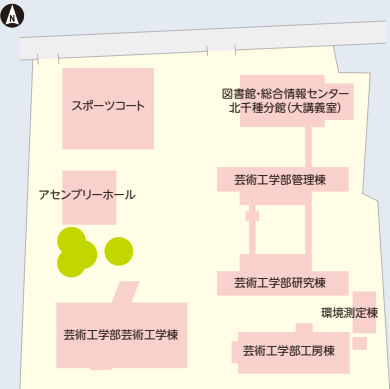 N
スポーツコート
図書館・総合情報センター
北千種分館(大講義室)
芸術工学部管理棟
アセンブリーホール
芸術工学部研究棟
環境測定棟
芸術工学部芸術工学棟
芸術工学部工房棟